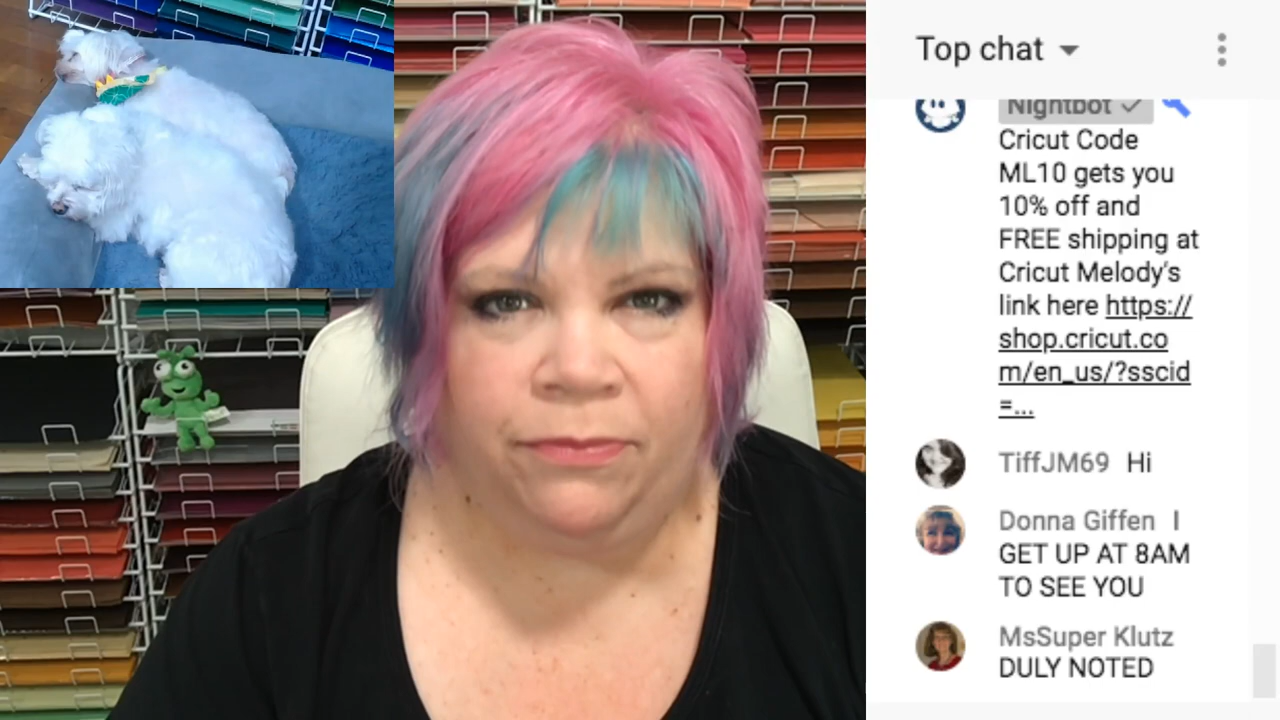 Top chat
Nightbot
Cricut Code
ML10 gets you
10% off and
FREE shipping at
Cricut Melody's
link here https://
shop.cricut.co
m/en_us/?sscid
=...
TiffJM69 Hi
Donna Giffen I
GET UP AT 8AM
TO SEE YOU
MsSuper Klutz
DULY NOTED